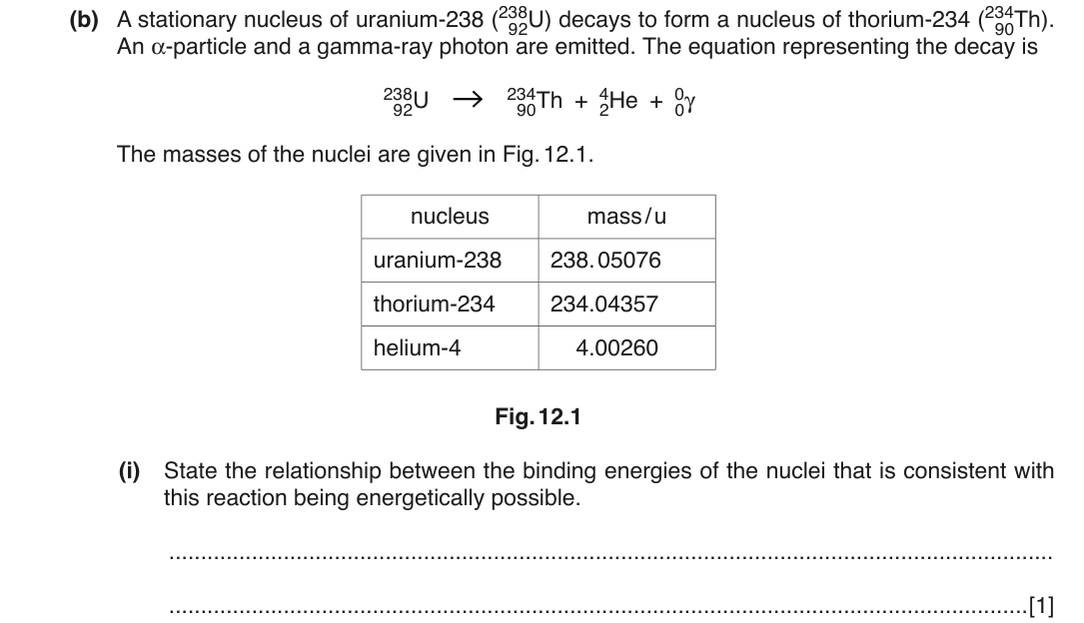 (b) A stationary nucleus of uranium-238 (²³⁸₉₂U) decays to form a nucleus of thorium-234 (²³⁴₉₀Th).
An α-particle and a gamma-ray photon are emitted. The equation representing the decay is
²³⁸₉₂U → ²³⁴₉₀Th + ⁴₂He + ⁰₀γ
The masses of the nuclei are given in Fig. 12.1.
nucleus mass/u
uranium-238 238.05076
thorium-234 234.04357
helium-4 4.00260
Fig. 12.1
(i) State the relationship between the binding energies of the nuclei that is consistent with
this reaction being energetically possible.
..........................................................................................................................................
......................................................................................................................................[1]